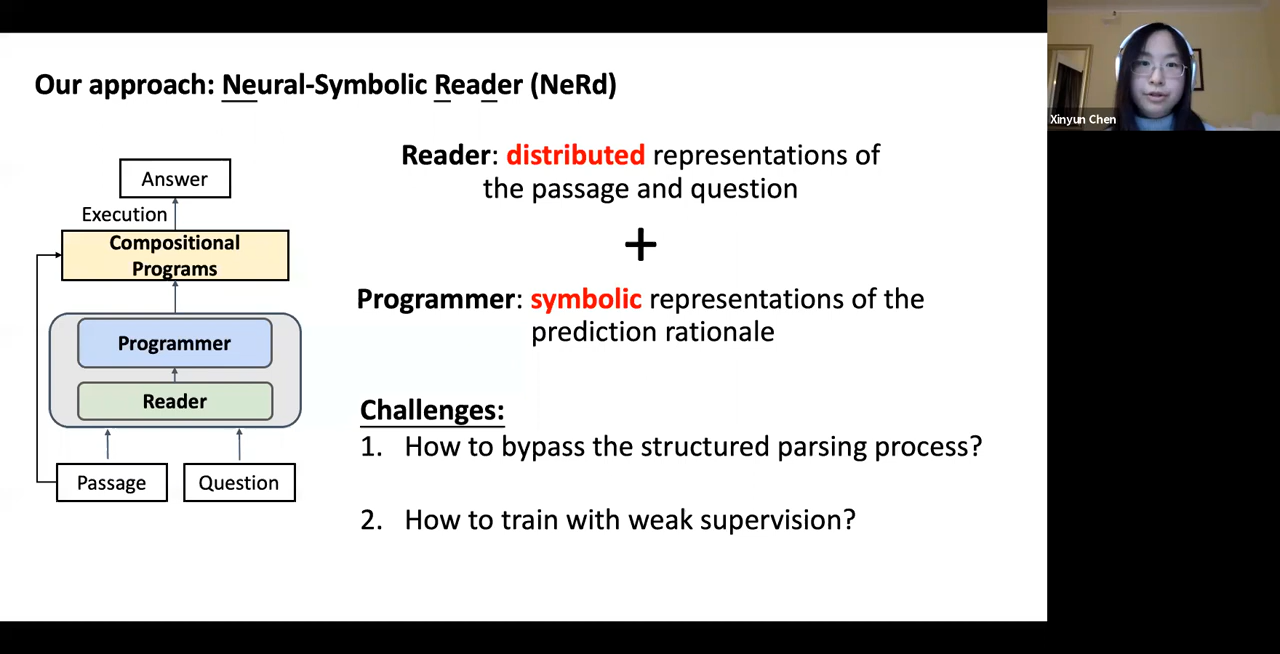 Our approach: Neural-Symbolic Reader (NeRd)
Answer
Execution
Compositional
Programs
Programmer
Reader
Passage
Question
Reader: distributed representations of
the passage and question
+
Programmer: symbolic representations of the
prediction rationale
Challenges:
1. How to bypass the structured parsing process?
2. How to train with weak supervision?
Xinyun Chen